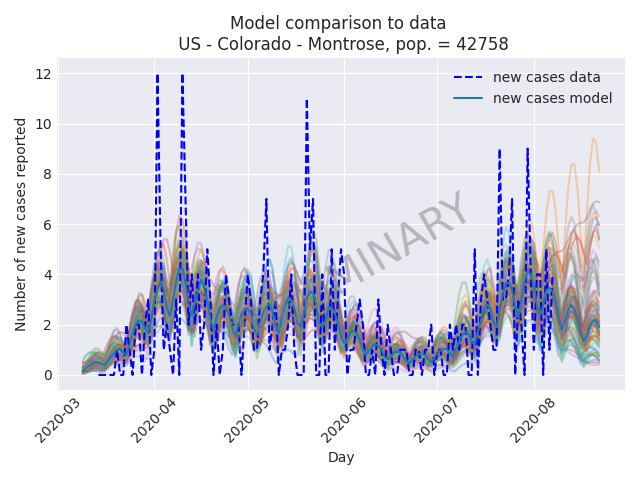 Model comparison to data
US - Colorado - Montrose, pop. = 42758
new cases data
new cases model
Number of new cases reported
12
10
8
6
4
2
0
2020-03
2020-04
2020-05
2020-06
2020-07
2020-08
Day